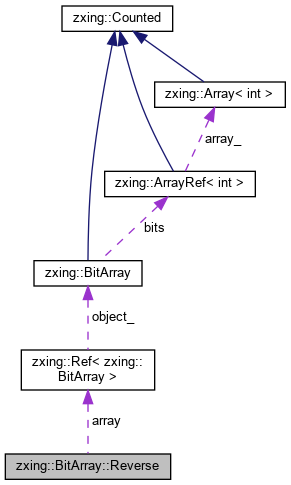 zxing::Counted
zxing::Array< int >
array_
zxing::ArrayRef< int >
bits
zxing::BitArray
object_
zxing::Ref< zxing::
BitArray >
array
zxing::BitArray::Reverse